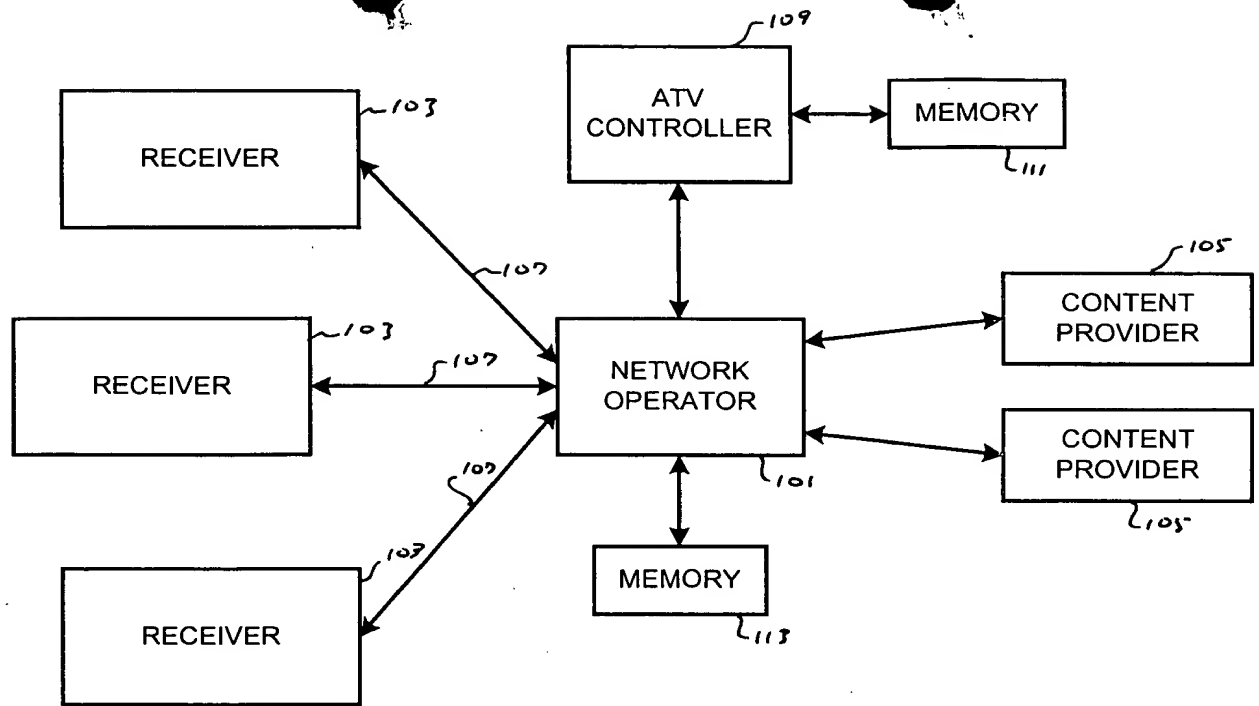 109
103
ATV
CONTROLLER
MEMORY
RECEIVER
111
107
105
CONTENT
PROVIDER
103
107
NETWORK
OPERATOR
RECEIVER
CONTENT
PROVIDER
107
101
105
103
MEMORY
RECEIVER
113